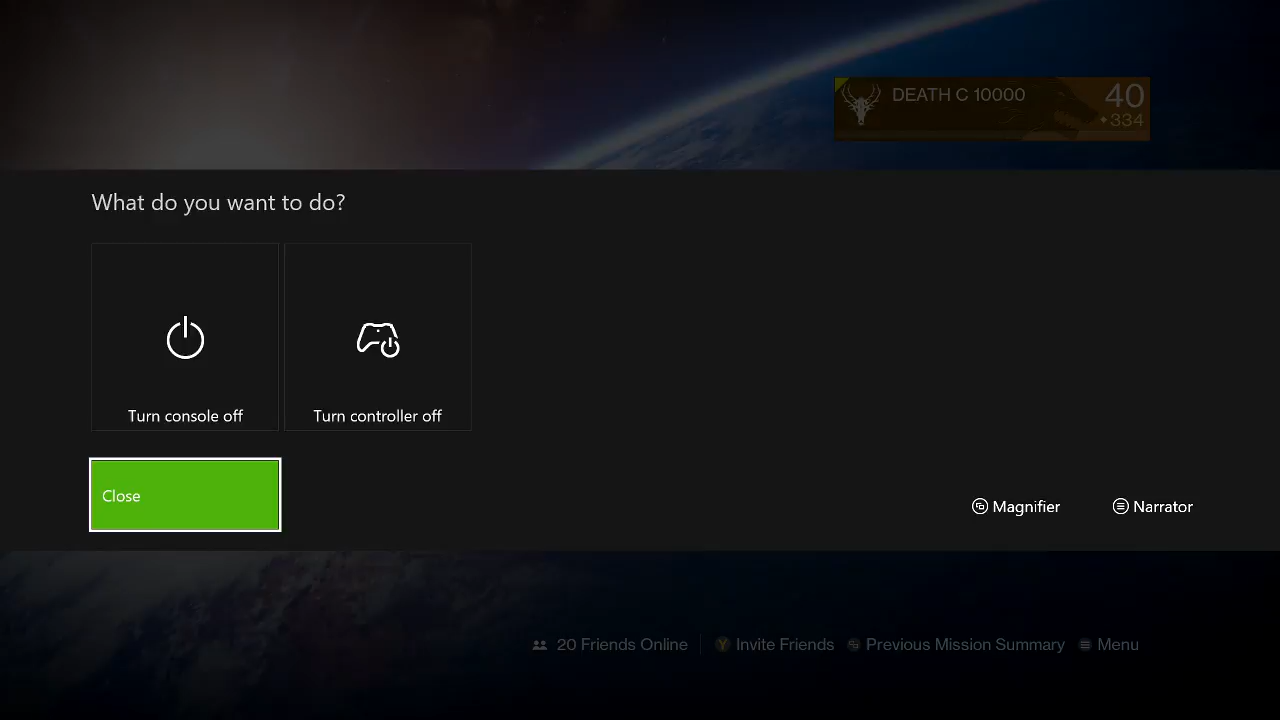 DEATH C 10000
40
+334
What do you want to do?
Turn console off
Turn controller off
Close
Magnifier
Narrator
20 Friends Online
Y Invite Friends
Previous Mission Summary
Menu